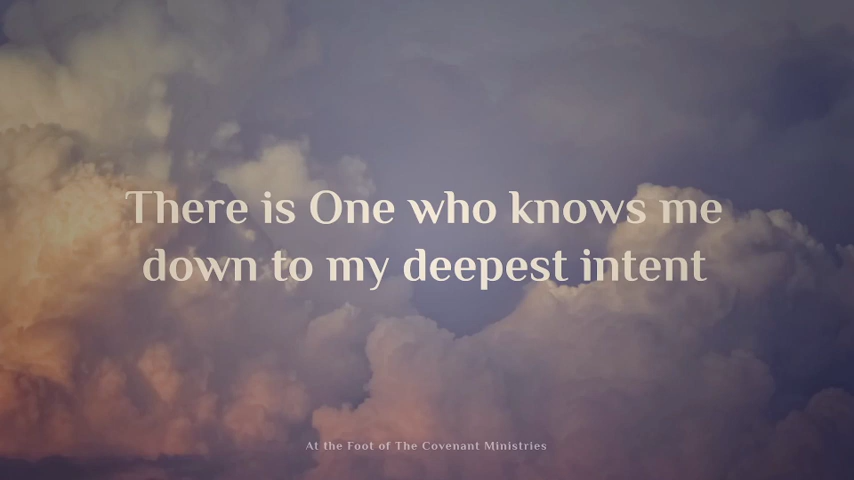 There is One who knows me
down to my deepest intent
At the Foot of The Covenant Ministries